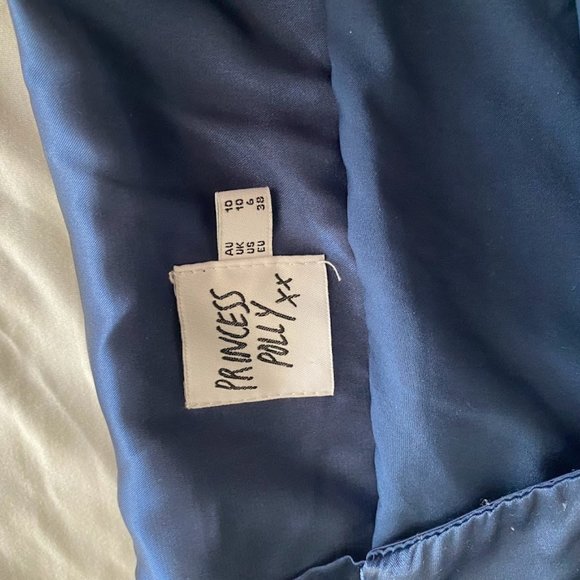 PRINCESS
POLLY xx
AU 10
UK 10
US 6
EU 38